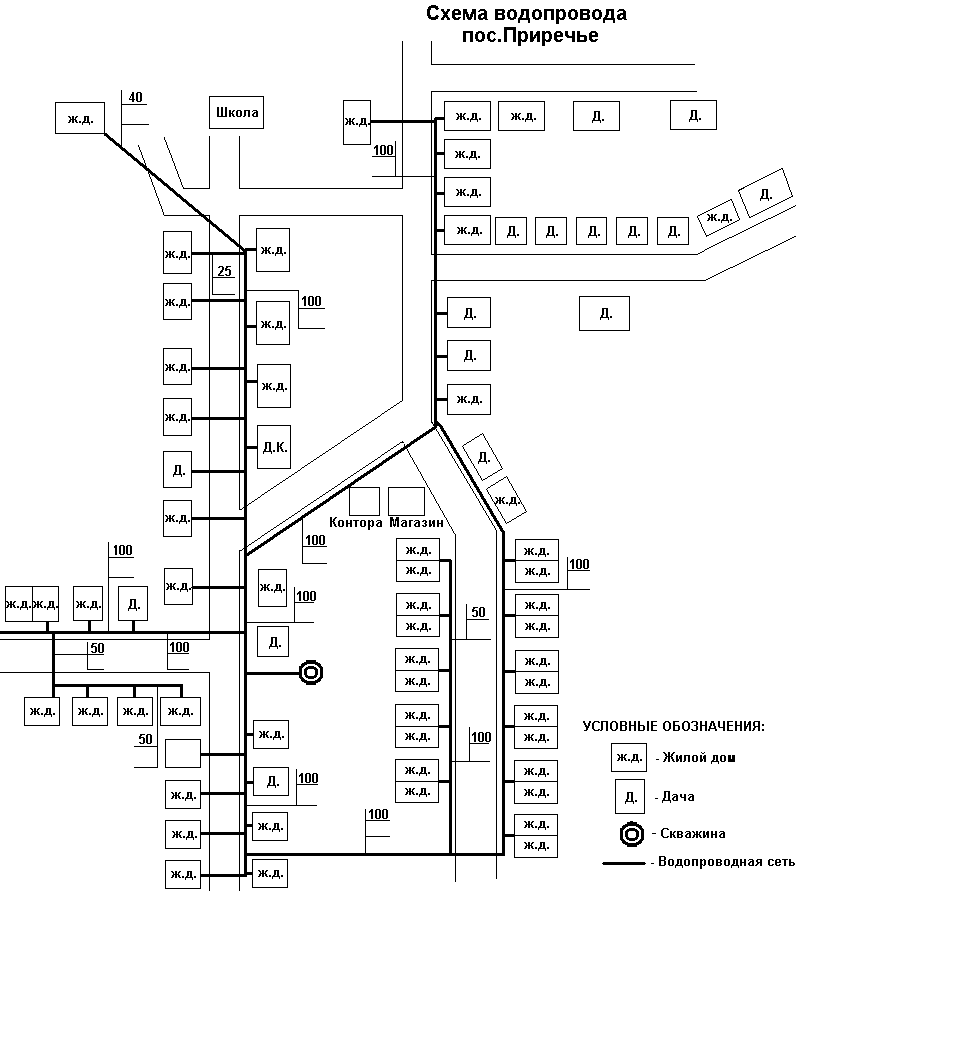 Схема водопровода
пос.Приречье
40
ж.д.
Школа
ж.д.
ж.д.
ж.д.
Д.
Д.
100
ж.д.
ж.д.
ж.д.
Д.
Д.
Д.
Д.
Д.
ж.д.
Д.
ж.д.
ж.д.
25
ж.д.
100
ж.д.
Д.
Д.
ж.д.
Д.
ж.д.
ж.д.
ж.д.
ж.д.
Д.К.
Д.
Д.
ж.д.
ж.д.
Контора
Магазин
100
100
ж.д.
ж.д.
ж.д.
ж.д.
100
ж.д.
ж.д.
100
ж.д.
ж.д.
ж.д.
Д.
ж.д.
ж.д.
50
ж.д.
ж.д.
Д.
50
100
ж.д.
ж.д.
ж.д.
ж.д.
ж.д.
ж.д.
ж.д.
ж.д.
50
ж.д.
ж.д.
ж.д.
100
ж.д.
ж.д.
УСЛОВНЫЕ ОБОЗНАЧЕНИЯ:
ж.д.
- Жилой дом
Д.
100
ж.д.
ж.д.
ж.д.
ж.д.
ж.д.
Д.
- Дача
100
ж.д.
ж.д.
ж.д.
ж.д.
- Скважина
ж.д.
ж.д.
- Водопроводная сеть